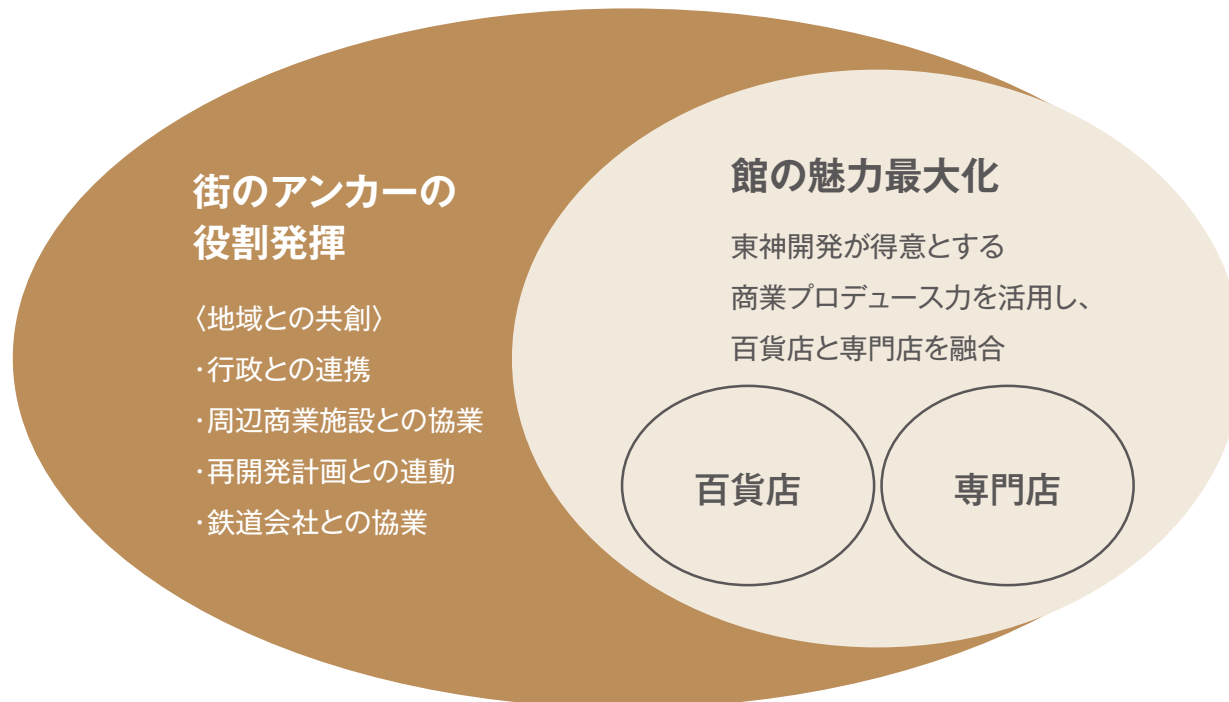 街のアンカーの
役割発揮
〈地域との共創〉
・行政との連携
・周辺商業施設との協業
・再開発計画との連動
・鉄道会社との協業
館の魅力最大化
東神開発が得意とする
商業プロデュース力を活用し、
百貨店と専門店を融合
百貨店
専門店